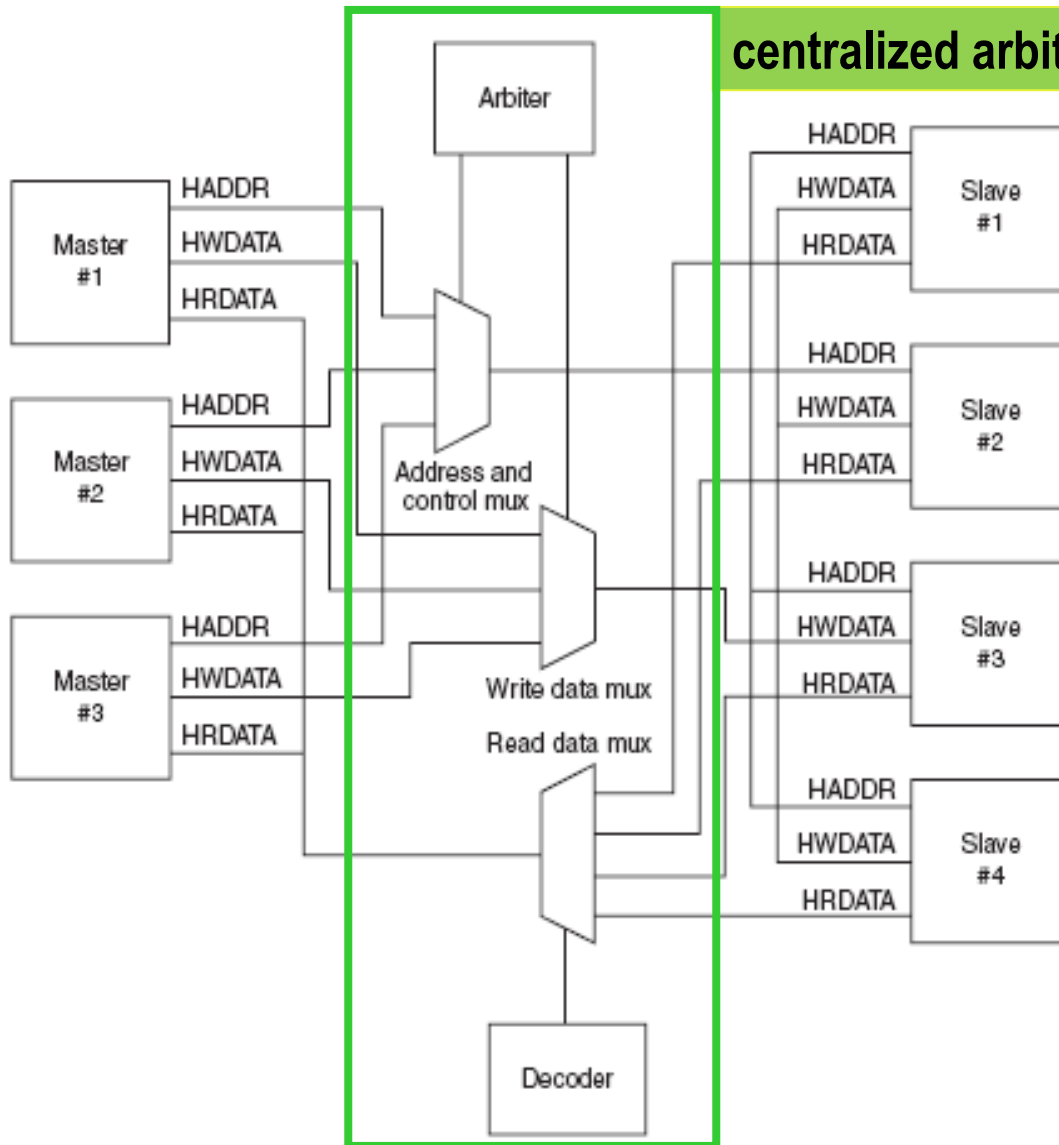 centralized arbit
Arbiter
Master
#1
HADDR
HWDATA
HRDATA
Master
#2
HADDR
HWDATA
HRDATA
Master
#3
HADDR
HWDATA
HRDATA
Address and
control mux
Write data mux
Read data mux
Decoder
HADDR
HWDATA
HRDATA
Slave
#1
HADDR
HWDATA
HRDATA
Slave
#2
HADDR
HWDATA
HRDATA
Slave
#3
HADDR
HWDATA
HRDATA
Slave
#4